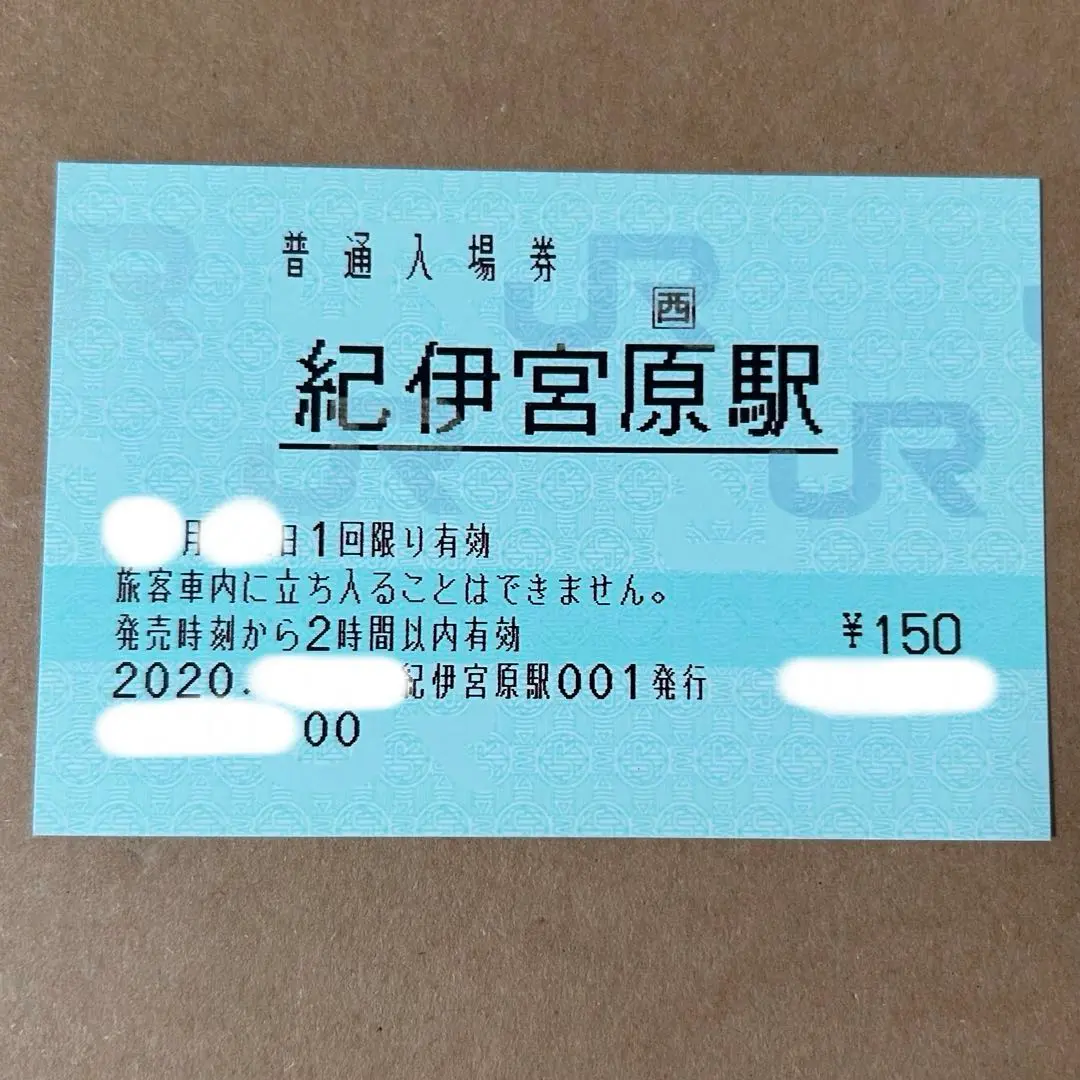 普通入場券
西
紀伊宮原駅
月 日1回限り有効
旅客車内に立ち入ることはできません。
発売時刻から2時間以内有効
¥150
2020. 紀伊宮原駅001発行
00